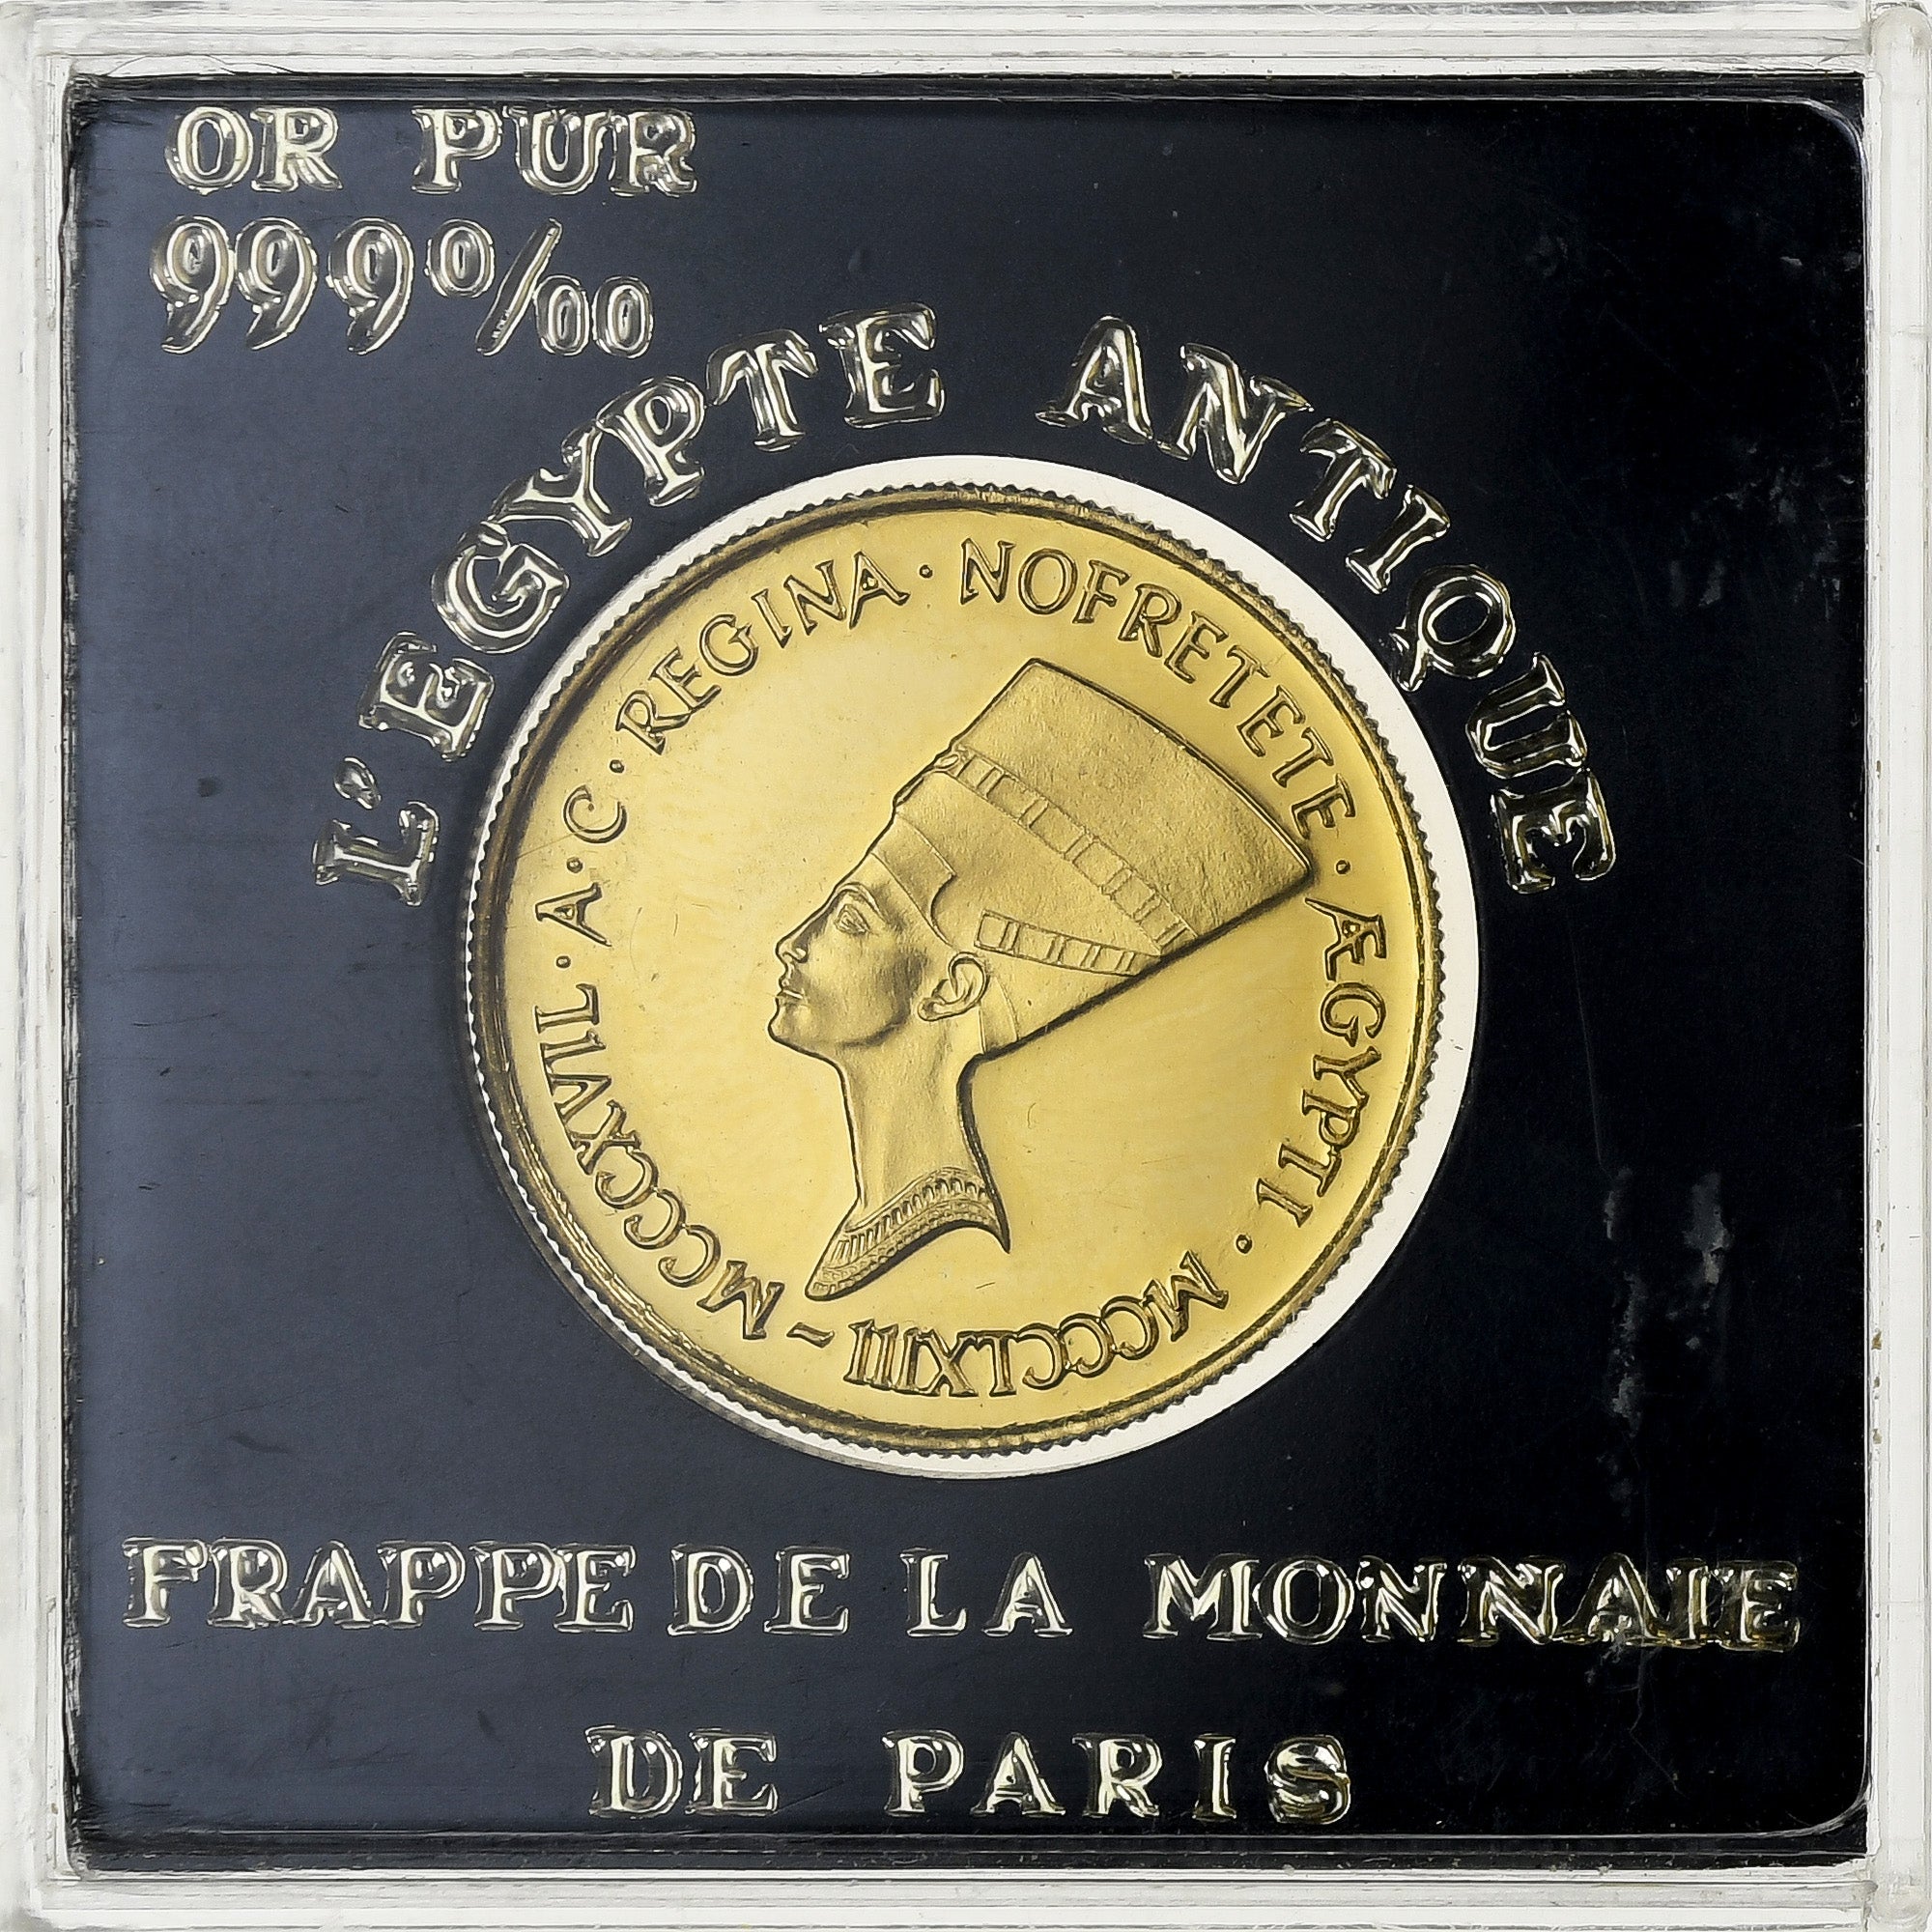 OR PUR
999‰
L'EGYPTE ANTIQUE
REGINA · NOFRETETE · ÆGYPTI · MCCCLXIII – MCCCXVII · A·C·
FRAPPE DE LA MONNAIE
DE PARIS